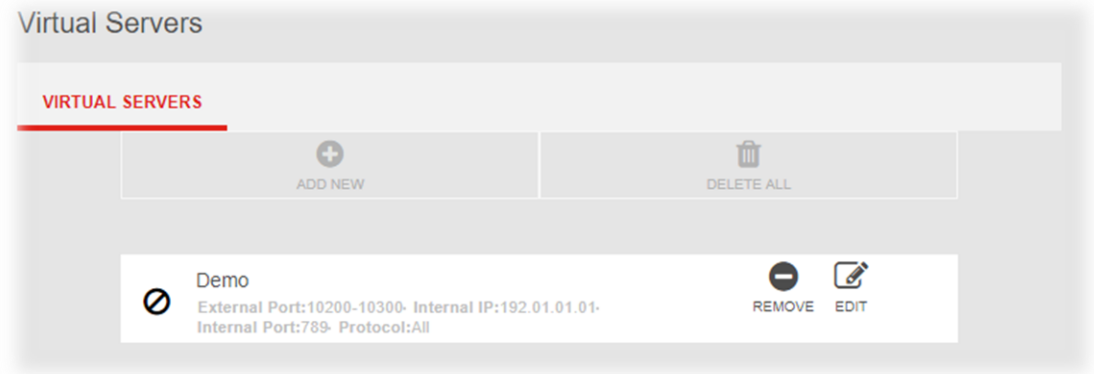 Virtual Servers
VIRTUAL SERVERS
ADD NEW
DELETE ALL
Demo
External Port:10200-10300· Internal IP:192.01.01.01·
Internal Port:789· Protocol:All
REMOVE
EDIT